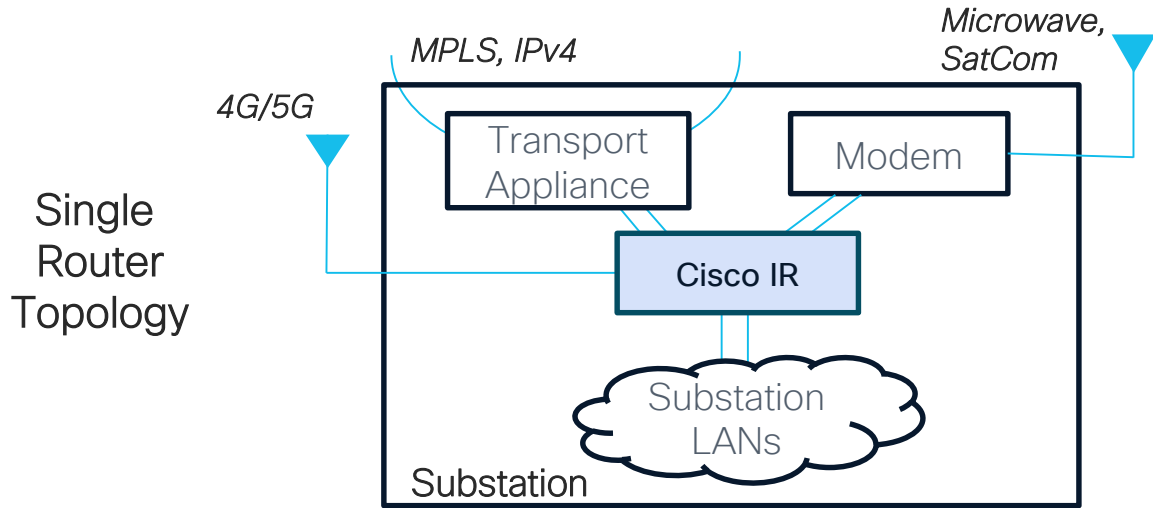 Microwave,
SatCom
MPLS, IPv4
4G/5G
Transport
Appliance
Modem
Single
Router
Topology
Cisco IR
Substation
LANs
Substation